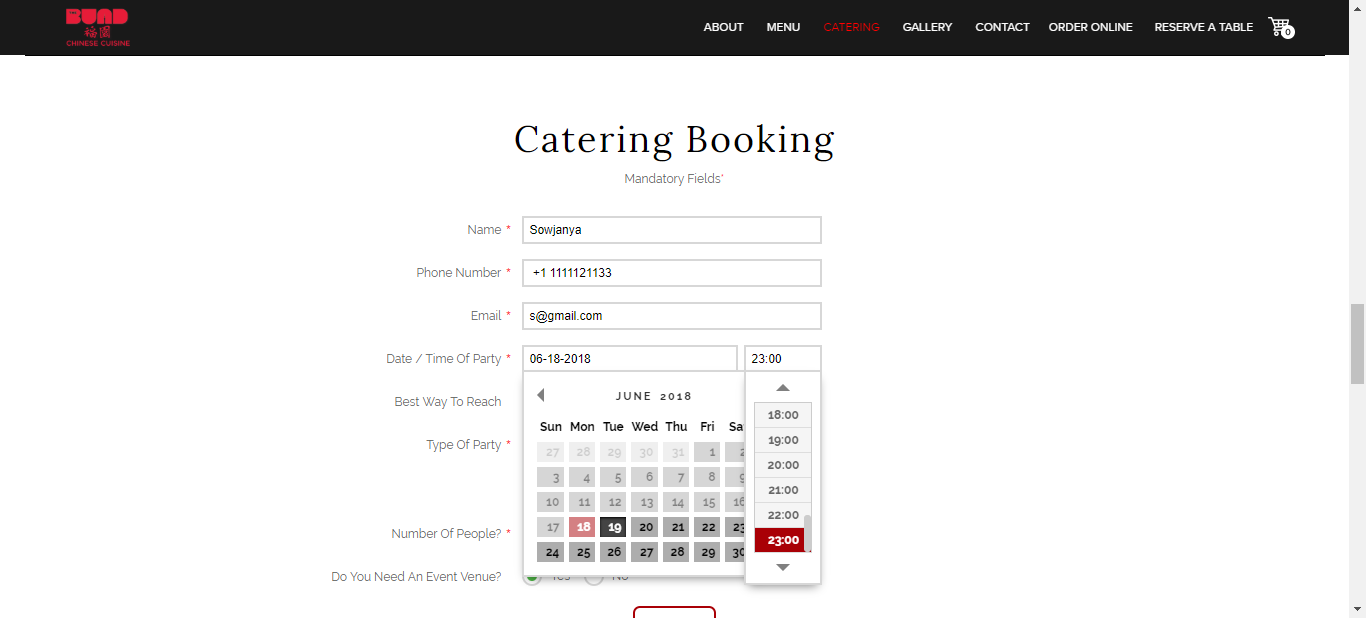 THE
BUND
裕園
CHINESE CUISINE
ABOUT MENU CATERING GALLERY CONTACT ORDER ONLINE RESERVE A TABLE 0
Catering Booking
Mandatory Fields*
Name * Sowjanya
Phone Number * +1 1111121133
Email * s@gmail.com
Date / Time Of Party * 06-18-2018 23:00
Best Way To Reach
Type Of Party *
Number Of People? *
Do You Need An Event Venue? Yes No
JUNE 2018
Sun Mon Tue Wed Thu Fri Sa
27 28 29 30 31 1 2
3 4 5 6 7 8 9
10 11 12 13 14 15 16
17 18 19 20 21 22 23
24 25 26 27 28 29 30
18:00
19:00
20:00
21:00
22:00
23:00